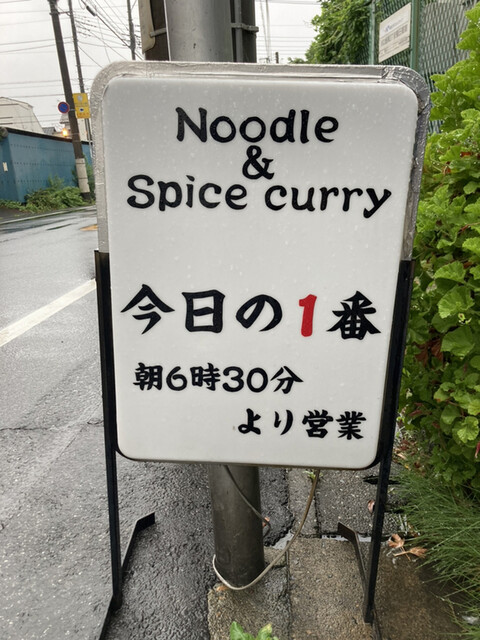 Noodle
&
Spice curry
今日の1番
朝6時30分
より営業